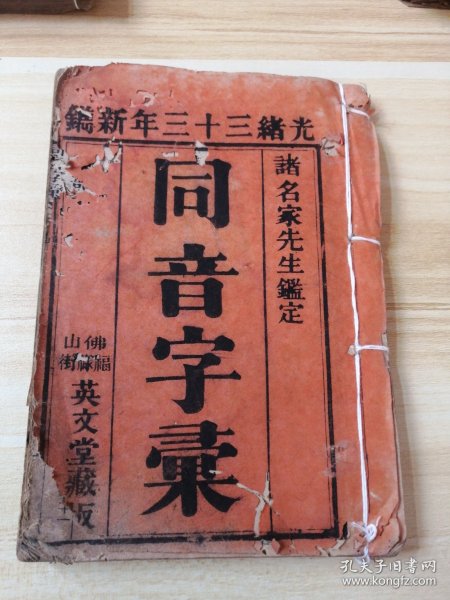 光緒三十三年新鐫
諸名家先生鑑定
同音字彙
佛山
福祿街
英文堂藏板
孔夫子旧书网
www.kongfz.com